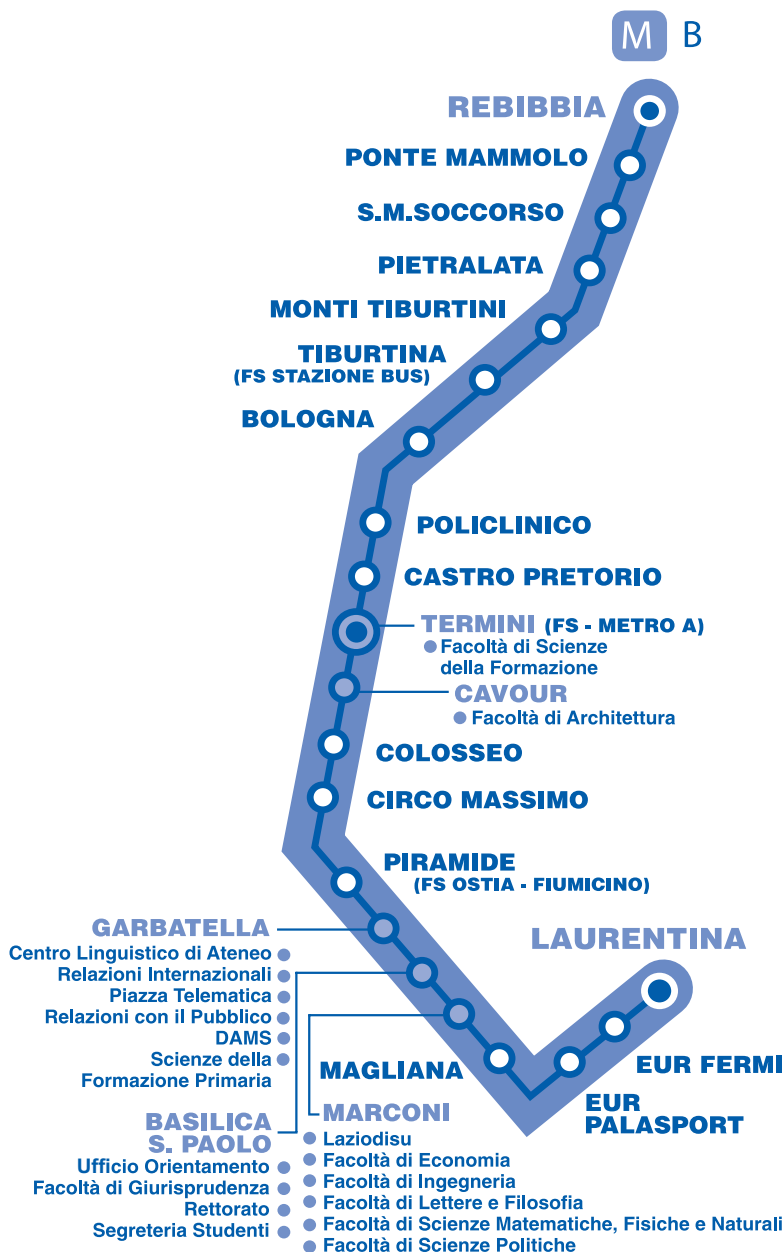 M B
REBIBBIA
PONTE MAMMOLO
S.M.SOCCORSO
PIETRALATA
MONTI TIBURTINI
TIBURTINA
(FS STAZIONE BUS)
BOLOGNA
POLICLINICO
CASTRO PRETORIO
TERMINI (FS - METRO A)
Facoltà di Scienze
della Formazione
CAVOUR
Facoltà di Architettura
COLOSSEO
CIRCO MASSIMO
PIRAMIDE
(FS OSTIA - FIUMICINO)
GARBATELLA
Centro Linguistico di Ateneo
Relazioni Internazionali
Piazza Telematica
Relazioni con il Pubblico
DAMS
Scienze della
Formazione Primaria
BASILICA
S. PAOLO
Ufficio Orientamento
Facoltà di Giurisprudenza
Rettorato
Segreteria Studenti
MARCONI
Laziodisu
Facoltà di Economia
Facoltà di Ingegneria
Facoltà di Lettere e Filosofia
Facoltà di Scienze Matematiche, Fisiche e Naturali
Facoltà di Scienze Politiche
MAGLIANA
EUR
PALASPORT
EUR FERMI
LAURENTINA